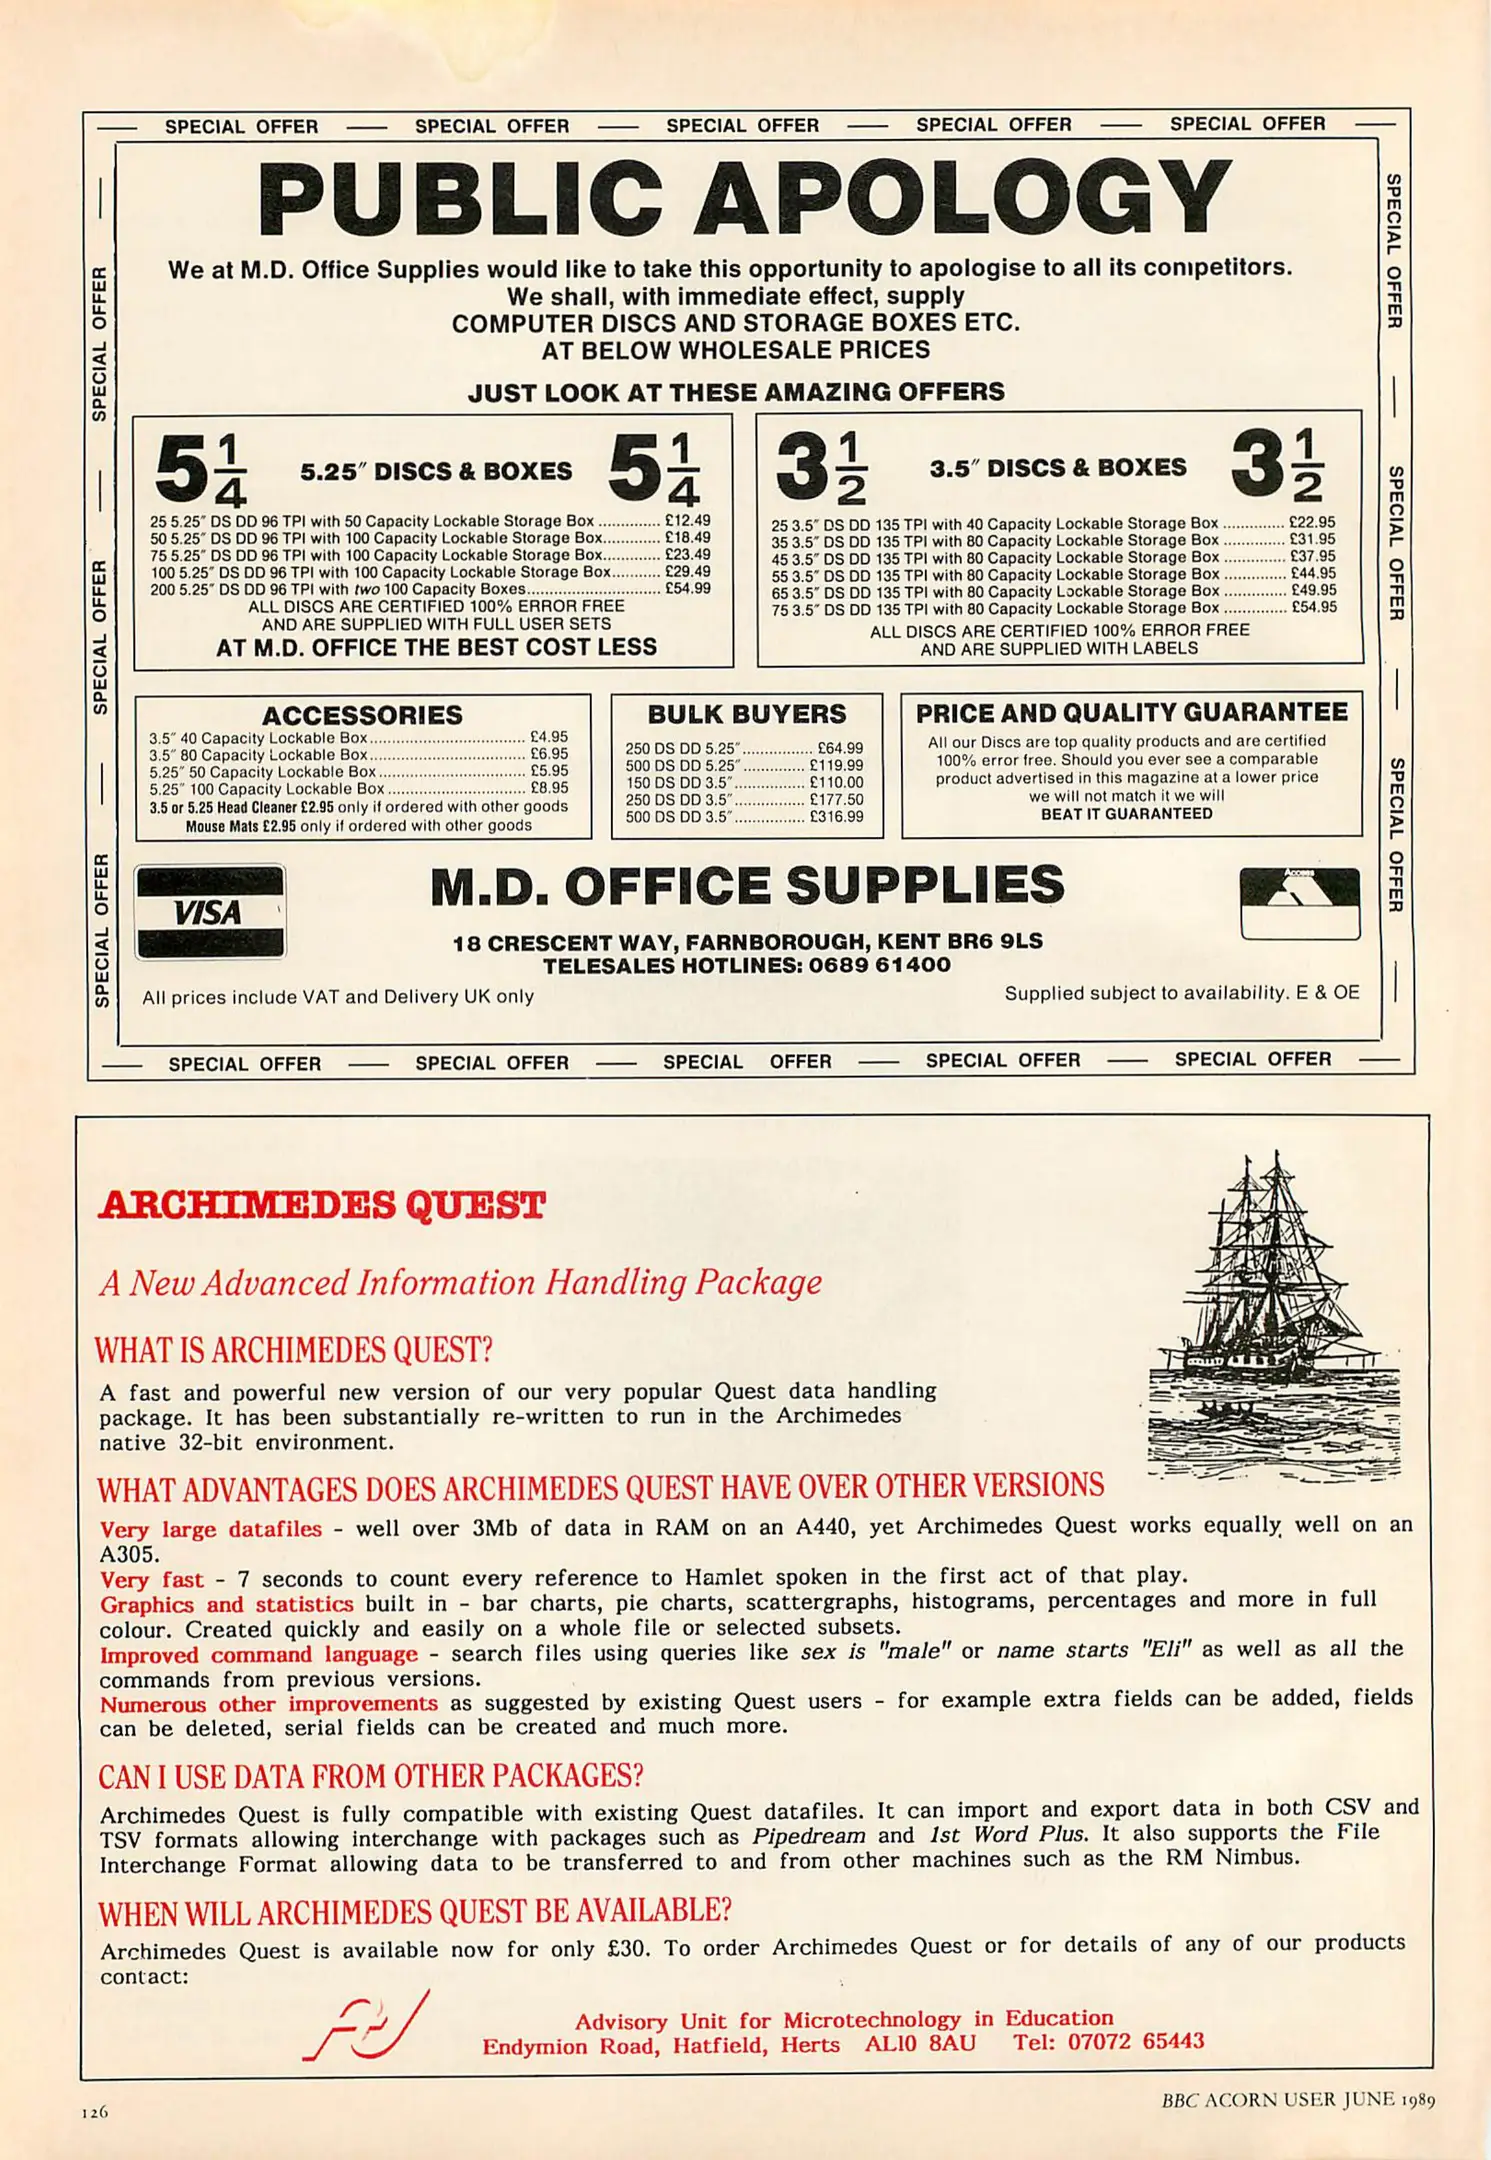 SPECIAL OFFER — SPECIAL OFFER — SPECIAL OFFER — SPECIAL OFFER — SPECIAL OFFER
SPECIAL OFFER — SPECIAL OFFER — SPECIAL OFFER
SPECIAL OFFER — SPECIAL OFFER — SPECIAL OFFER
PUBLIC APOLOGY
We at M.D. Office Supplies would like to take this opportunity to apologise to all its competitors.
We shall, with immediate effect, supply
COMPUTER DISCS AND STORAGE BOXES ETC.
AT BELOW WHOLESALE PRICES
JUST LOOK AT THESE AMAZING OFFERS
5 1/4 5.25" DISCS & BOXES 5 1/4
25 5.25" DS DD 96 TPI with 50 Capacity Lockable Storage Box .............. £12.49
50 5.25" DS DD 96 TPI with 100 Capacity Lockable Storage Box............. £18.49
75 5.25" DS DD 96 TPI with 100 Capacity Lockable Storage Box............. £23.49
100 5.25" DS DD 96 TPI with 100 Capacity Lockable Storage Box........... £29.49
200 5.25" DS DD 96 TPI with two 100 Capacity Boxes.............................. £54.99
ALL DISCS ARE CERTIFIED 100% ERROR FREE
AND ARE SUPPLIED WITH FULL USER SETS
AT M.D. OFFICE THE BEST COST LESS
3 1/2 3.5" DISCS & BOXES 3 1/2
25 3.5" DS DD 135 TPI with 40 Capacity Lockable Storage Box .............. £22.95
35 3.5" DS DD 135 TPI with 80 Capacity Lockable Storage Box .............. £31.95
45 3.5" DS DD 135 TPI with 80 Capacity Lockable Storage Box .............. £37.95
55 3.5" DS DD 135 TPI with 80 Capacity Lockable Storage Box .............. £44.95
65 3.5" DS DD 135 TPI with 80 Capacity Lockable Storage Box .............. £49.95
75 3.5" DS DD 135 TPI with 80 Capacity Lockable Storage Box .............. £54.95
ALL DISCS ARE CERTIFIED 100% ERROR FREE
AND ARE SUPPLIED WITH LABELS
ACCESSORIES
3.5" 40 Capacity Lockable Box.................................. £4.95
3.5" 80 Capacity Lockable Box.................................. £6.95
5.25" 50 Capacity Lockable Box................................ £5.95
5.25" 100 Capacity Lockable Box.............................. £8.95
3.5 or 5.25 Head Cleaner £2.95 only if ordered with other goods
Mouse Mats £2.95 only if ordered with other goods
BULK BUYERS
250 DS DD 5.25"................ £64.99
500 DS DD 5.25".............. £119.99
150 DS DD 3.5"................ £110.00
250 DS DD 3.5"................ £177.50
500 DS DD 3.5"................ £316.99
PRICE AND QUALITY GUARANTEE
All our Discs are top quality products and are certified
100% error free. Should you ever see a comparable
product advertised in this magazine at a lower price
we will not match it we will
BEAT IT GUARANTEED
VISA
M.D. OFFICE SUPPLIES
Access
18 CRESCENT WAY, FARNBOROUGH, KENT BR6 9LS
TELESALES HOTLINES: 0689 61400
All prices include VAT and Delivery UK only
Supplied subject to availability. E & OE
SPECIAL OFFER — SPECIAL OFFER — SPECIAL OFFER — SPECIAL OFFER — SPECIAL OFFER
ARCHIMEDES QUEST
A New Advanced Information Handling Package
WHAT IS ARCHIMEDES QUEST?
A fast and powerful new version of our very popular Quest data handling
package. It has been substantially re-written to run in the Archimedes
native 32-bit environment.
WHAT ADVANTAGES DOES ARCHIMEDES QUEST HAVE OVER OTHER VERSIONS
Very large datafiles - well over 3Mb of data in RAM on an A440, yet Archimedes Quest works equally well on an
A305.
Very fast - 7 seconds to count every reference to Hamlet spoken in the first act of that play.
Graphics and statistics built in - bar charts, pie charts, scattergraphs, histograms, percentages and more in full
colour. Created quickly and easily on a whole file or selected subsets.
Improved command language - search files using queries like sex is "male" or name starts "Eli" as well as all the
commands from previous versions.
Numerous other improvements as suggested by existing Quest users - for example extra fields can be added, fields
can be deleted, serial fields can be created and much more.
CAN I USE DATA FROM OTHER PACKAGES?
Archimedes Quest is fully compatible with existing Quest datafiles. It can import and export data in both CSV and
TSV formats allowing interchange with packages such as Pipedream and 1st Word Plus. It also supports the File
Interchange Format allowing data to be transferred to and from other machines such as the RM Nimbus.
WHEN WILL ARCHIMEDES QUEST BE AVAILABLE?
Archimedes Quest is available now for only £30. To order Archimedes Quest or for details of any of our products
contact:
Advisory Unit for Microtechnology in Education
Endymion Road, Hatfield, Herts AL10 8AU Tel: 07072 65443
126
BBC ACORN USER JUNE 1989